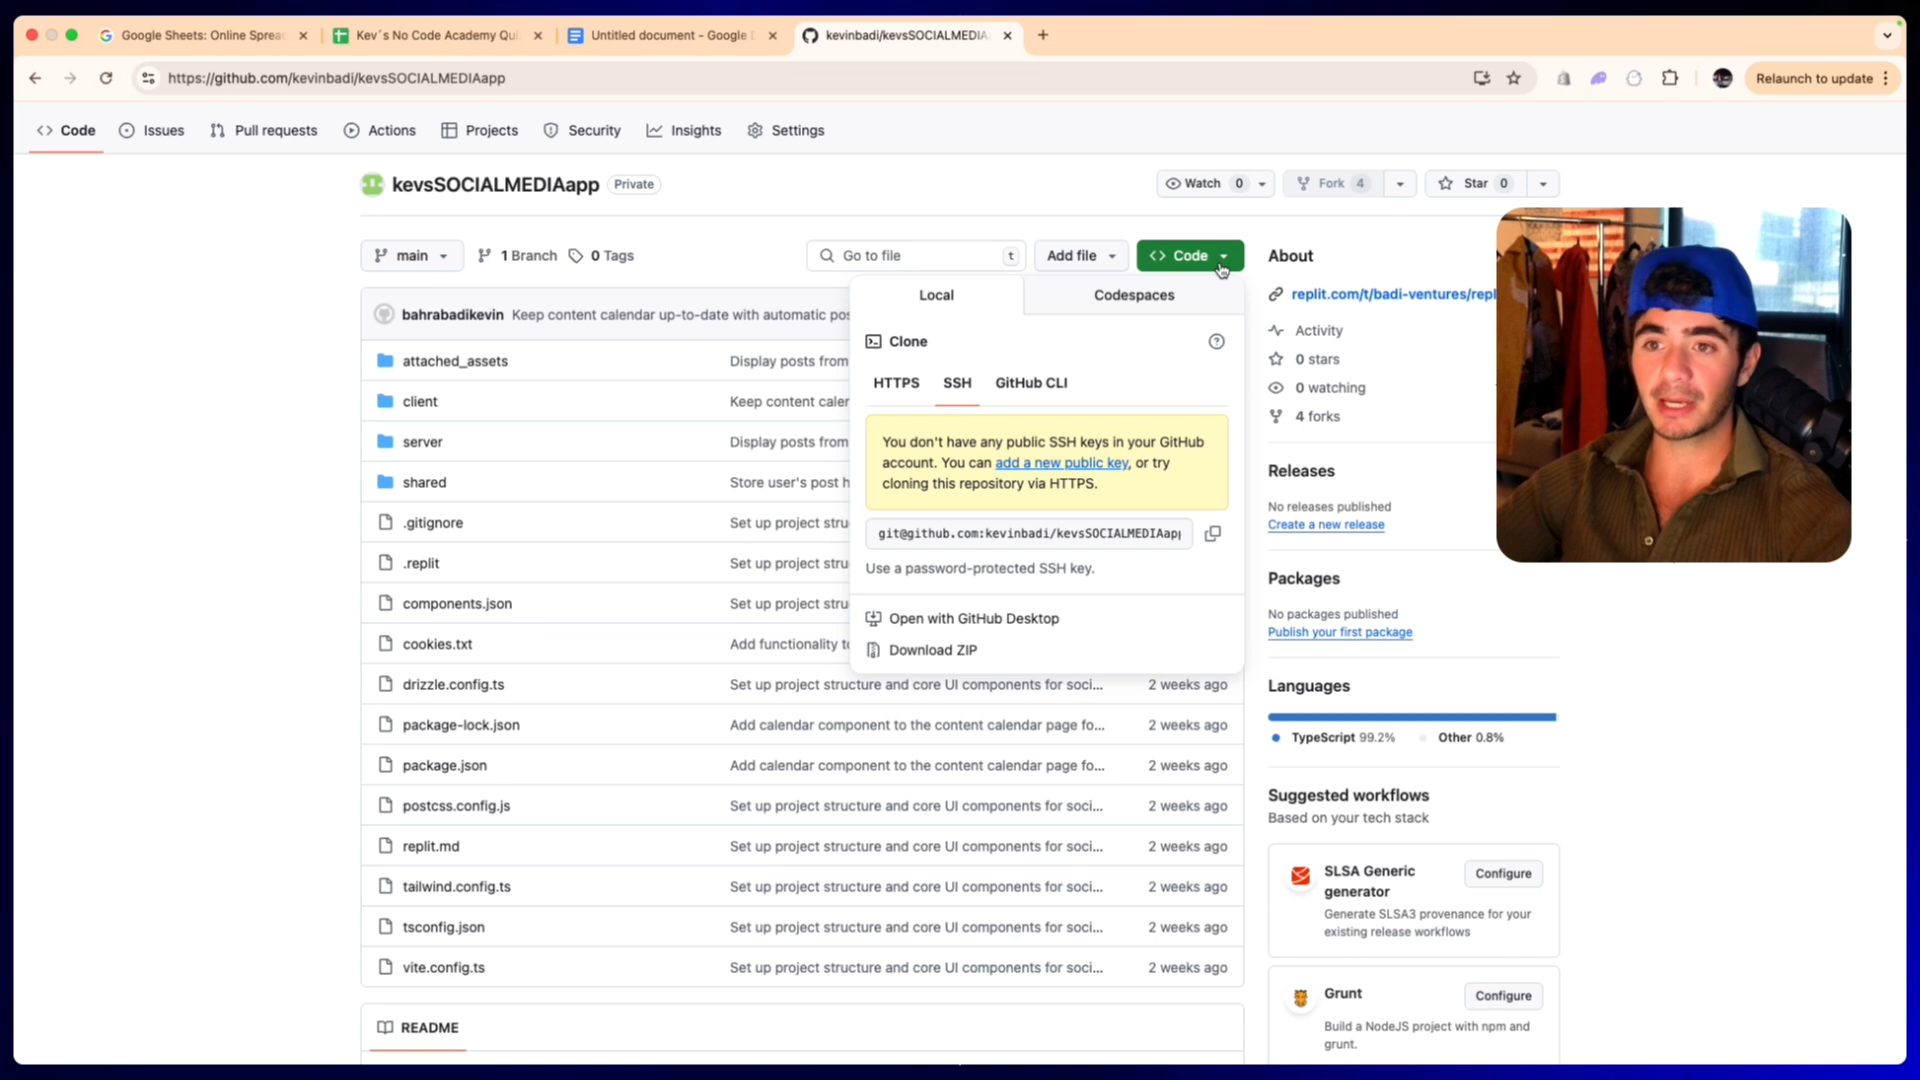 Google Sheets: Online Sprea
Kev's No Code Academy Qui
Untitled document - Google
kevinbadi/kevsSOCIALMEDIA
https://github.com/kevinbadi/kevsSOCIALMEDIAapp
Relaunch to update
Code
Issues
Pull requests
Actions
Projects
Security
Insights
Settings
kevsSOCIALMEDIAapp
Private
Watch 0
Fork 4
Star 0
main
1 Branch
0 Tags
Go to file
t
Add file
Code
bahrabadikevin Keep content calendar up-to-date with automatic pos
attached_assets Display posts from
client Keep content caler
server Display posts from
shared Store user's post h
.gitignore Set up project stru
.replit Set up project stru
components.json Set up project stru
cookies.txt Add functionality to
drizzle.config.ts Set up project structure and core UI components for soci... 2 weeks ago
package-lock.json Add calendar component to the content calendar page fo... 2 weeks ago
package.json Add calendar component to the content calendar page fo... 2 weeks ago
postcss.config.js Set up project structure and core UI components for soci... 2 weeks ago
replit.md Set up project structure and core UI components for soci... 2 weeks ago
tailwind.config.ts Set up project structure and core UI components for soci... 2 weeks ago
tsconfig.json Set up project structure and core UI components for soci... 2 weeks ago
vite.config.ts Set up project structure and core UI components for soci... 2 weeks ago
README
Local
Codespaces
Clone
HTTPS
SSH
GitHub CLI
You don't have any public SSH keys in your GitHub
account. You can add a new public key, or try
cloning this repository via HTTPS.
git@github.com:kevinbadi/kevsSOCIALMEDIAapp
Use a password-protected SSH key.
Open with GitHub Desktop
Download ZIP
About
replit.com/t/badi-ventures/repl
Activity
0 stars
0 watching
4 forks
Releases
No releases published
Create a new release
Packages
No packages published
Publish your first package
Languages
TypeScript 99.2%
Other 0.8%
Suggested workflows
Based on your tech stack
SLSA Generic
generator
Configure
Generate SLSA3 provenance for your
existing release workflows
Grunt
Configure
Build a NodeJS project with npm and
grunt.